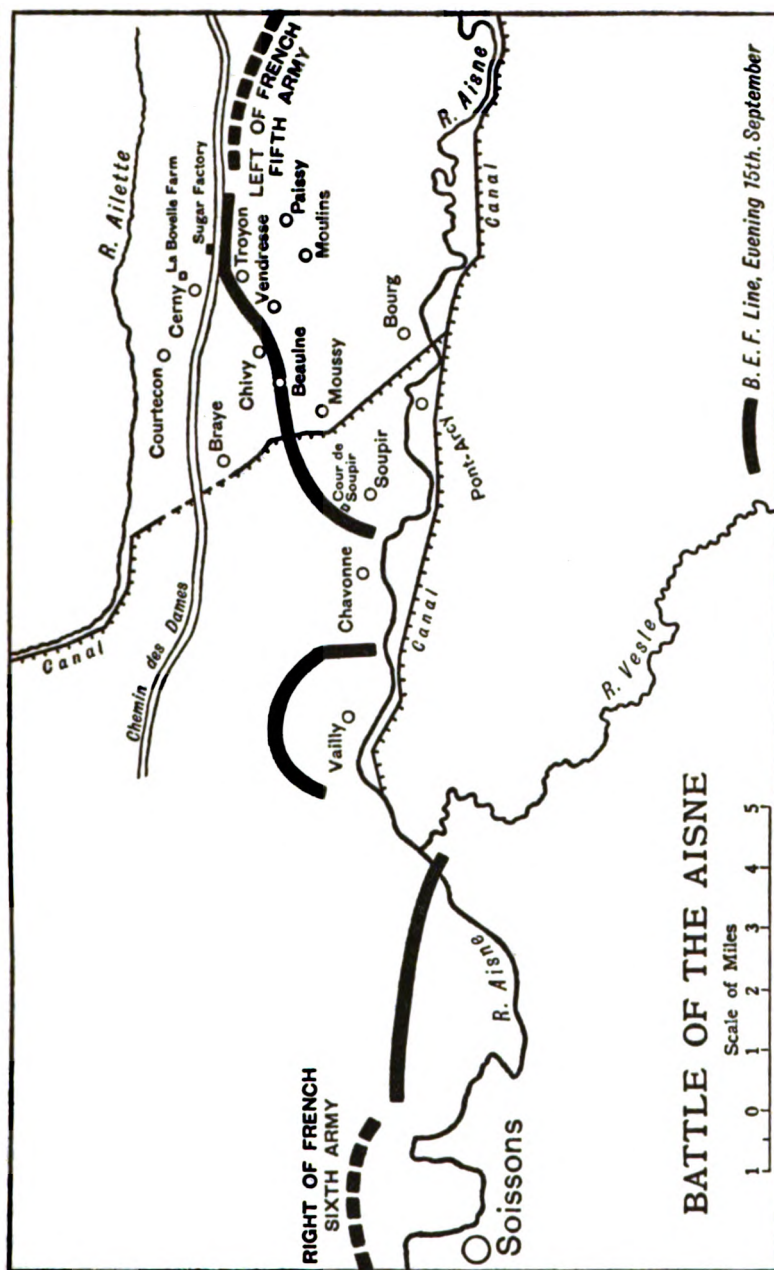 R. Ailette
Canal
Chemin des Dames
Courtecon
Cerny
La Bovelle Farm
Sugar Factory
Braye
Chivy
Troyon
Vendresse
Beaulne
Paissy
Moulins
LEFT OF FRENCH
FIFTH ARMY
Moussy
Cour de
Soupir
Soupir
Chavonne
Vailly
Bourg
Pont-Arcy
Canal
Canal
R. Aisne
RIGHT OF FRENCH
SIXTH ARMY
Soissons
R. Aisne
R. Vesle
BATTLE OF THE AISNE
Scale of Miles
1 0 1 2 3 4 5
B.E.F. Line, Evening 15th. September